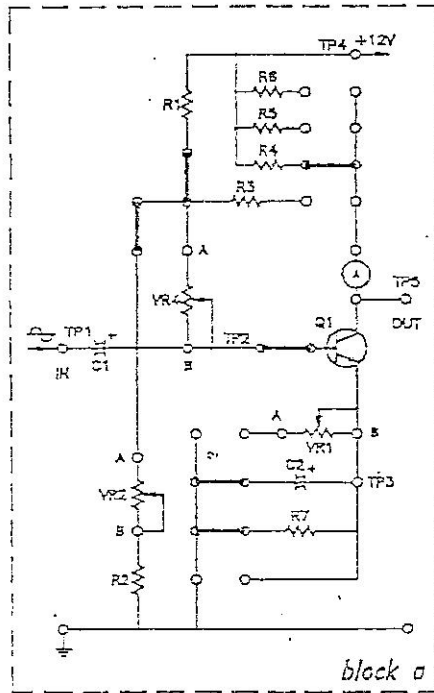 TP4 +12V
R6
R1
R5
R4
R3
A
A
TP5
VR4
Q1
TP1 + TP2
OUT
C1 B
IN
A
B
VR1
A
C2 +
VR2
TP3
B R7
R2
block a